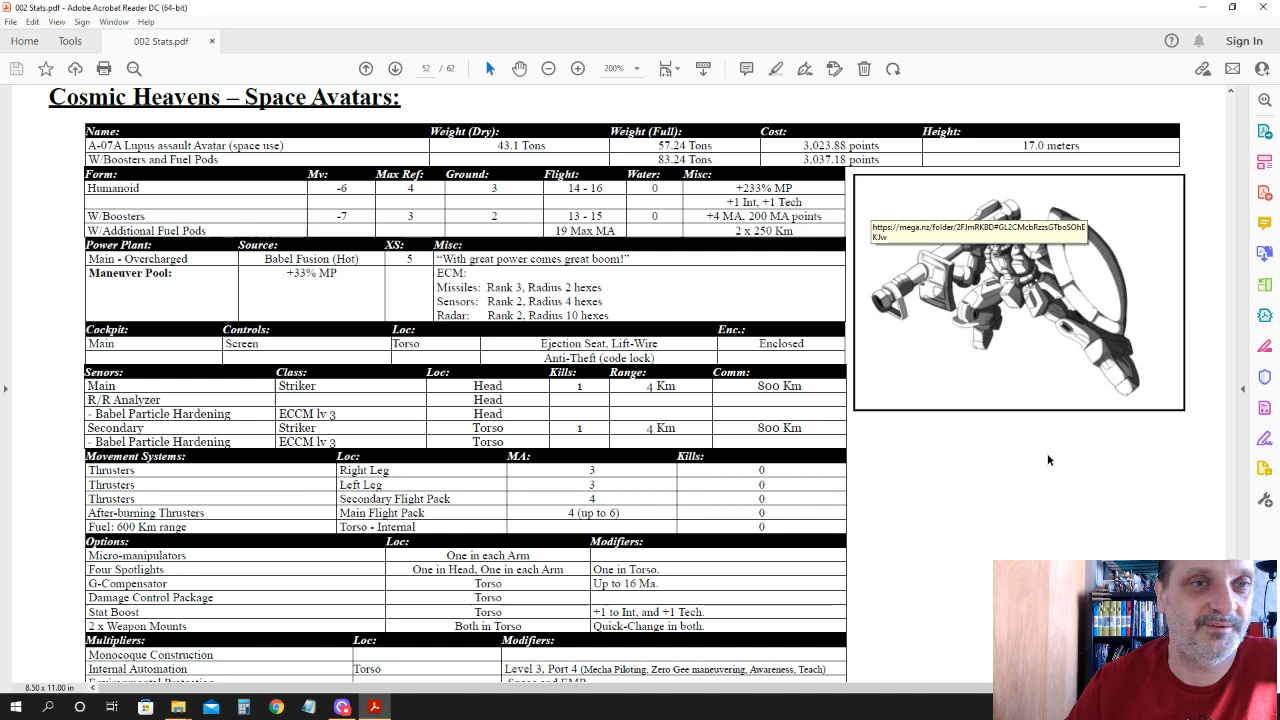 002 Stats.pdf - Adobe Acrobat Reader DC (64-bit)
File Edit View Sign Window Help
Home Tools 002 Stats.pdf × Sign In
52 / 62 200%
Cosmic Heavens – Space Avatars:
Name: Weight (Dry): Weight (Full): Cost: Height:
A-07A Lupus assault Avatar (space use) 43.1 Tons 57.24 Tons 3,023.88 points 17.0 meters
W/Boosters and Fuel Pods 83.24 Tons 3,037.18 points
Form: Mv: Max Ref: Ground: Flight: Water: Misc:
Humanoid -6 4 3 14 - 16 0 +233% MP
+1 Int, +1 Tech
W/Boosters -7 3 2 13 - 15 0 +4 MA, 200 MA points
W/Additional Fuel Pods 19 Max MA 2 x 250 Km
https://mega.nz/folder/2FJmRKBD#GL2CMcbRzzsGTboSOhE
KJw
Power Plant: Source: XS: Misc:
Main - Overcharged Babel Fusion (Hot) 5 “With great power comes great boom!”
Maneuver Pool: +33% MP ECM:
Missiles: Rank 3, Radius 2 hexes
Sensors: Rank 2, Radius 4 hexes
Radar: Rank 2, Radius 10 hexes
Cockpit: Controls: Loc: Enc.:
Main Screen Torso Ejection Seat, Lift-Wire Enclosed
Anti-Theft (code lock)
Senors: Class: Loc: Kills: Range: Comm:
Main Striker Head 1 4 Km 800 Km
R/R Analyzer Head
- Babel Particle Hardening ECCM lv 3 Head
Secondary Striker Torso 1 4 Km 800 Km
- Babel Particle Hardening ECCM lv 3 Torso
Movement Systems: Loc: MA: Kills:
Thrusters Right Leg 3 0
Thrusters Left Leg 3 0
Thrusters Secondary Flight Pack 4 0
After-burning Thrusters Main Flight Pack 4 (up to 6) 0
Fuel: 600 Km range Torso - Internal 0
Options: Loc: Modifiers:
Micro-manipulators One in each Arm
Four Spotlights One in Head, One in each Arm One in Torso.
G-Compensator Torso Up to 16 Ma.
Damage Control Package Torso
Stat Boost Torso +1 to Int, and +1 Tech.
2 x Weapon Mounts Both in Torso Quick-Change in both.
Multipliers: Loc: Modifiers:
Monocoque Construction
Internal Automation Torso Level 3, Port 4 (Mecha Piloting, Zero Gee maneuvering, Awareness, Teach)
Environmental Protection Space and EMP
8.50 x 11.00 in